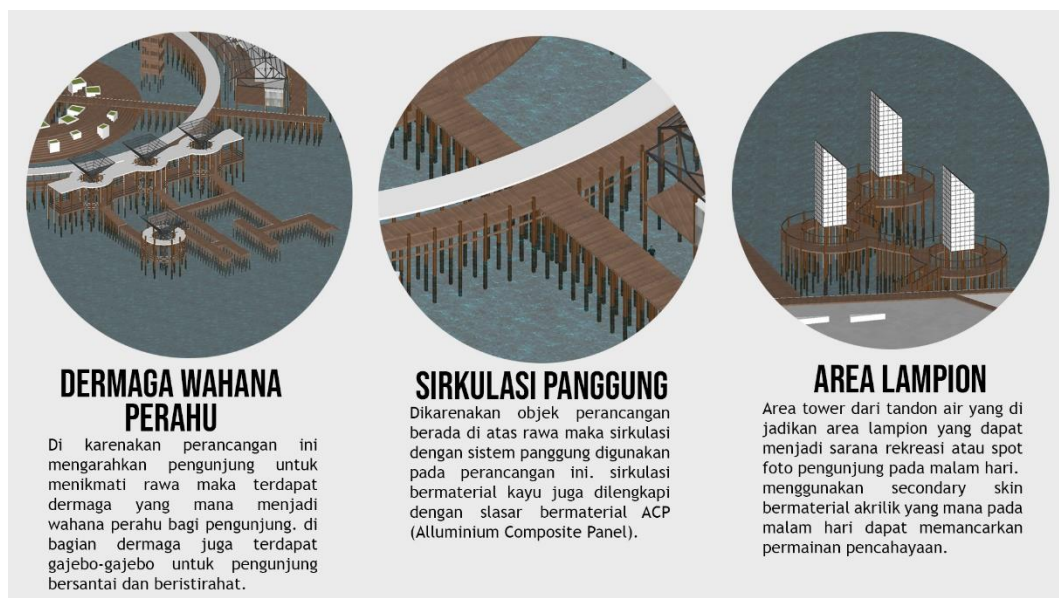 DERMAGA WAHANA
PERAHU
Di karenakan perancangan ini
mengarahkan pengunjung untuk
menikmati rawa maka terdapat
dermaga yang mana menjadi
wahana perahu bagi pengunjung. di
bagian dermaga juga terdapat
gajebo-gajebo untuk pengunjung
bersantai dan beristirahat.
SIRKULASI PANGGUNG
Dikarenakan objek perancangan
berada di atas rawa maka sirkulasi
dengan sistem panggung digunakan
pada perancangan ini. sirkulasi
bermaterial kayu juga dilengkapi
dengan slasar bermaterial ACP
(Alluminium Composite Panel).
AREA LAMPION
Area tower dari tandon air yang di
jadikan area lampion yang dapat
menjadi sarana rekreasi atau spot
foto pengunjung pada malam hari.
menggunakan secondary skin
bermaterial akrilik yang mana pada
malam hari dapat memancarkan
permainan pencahayaan.